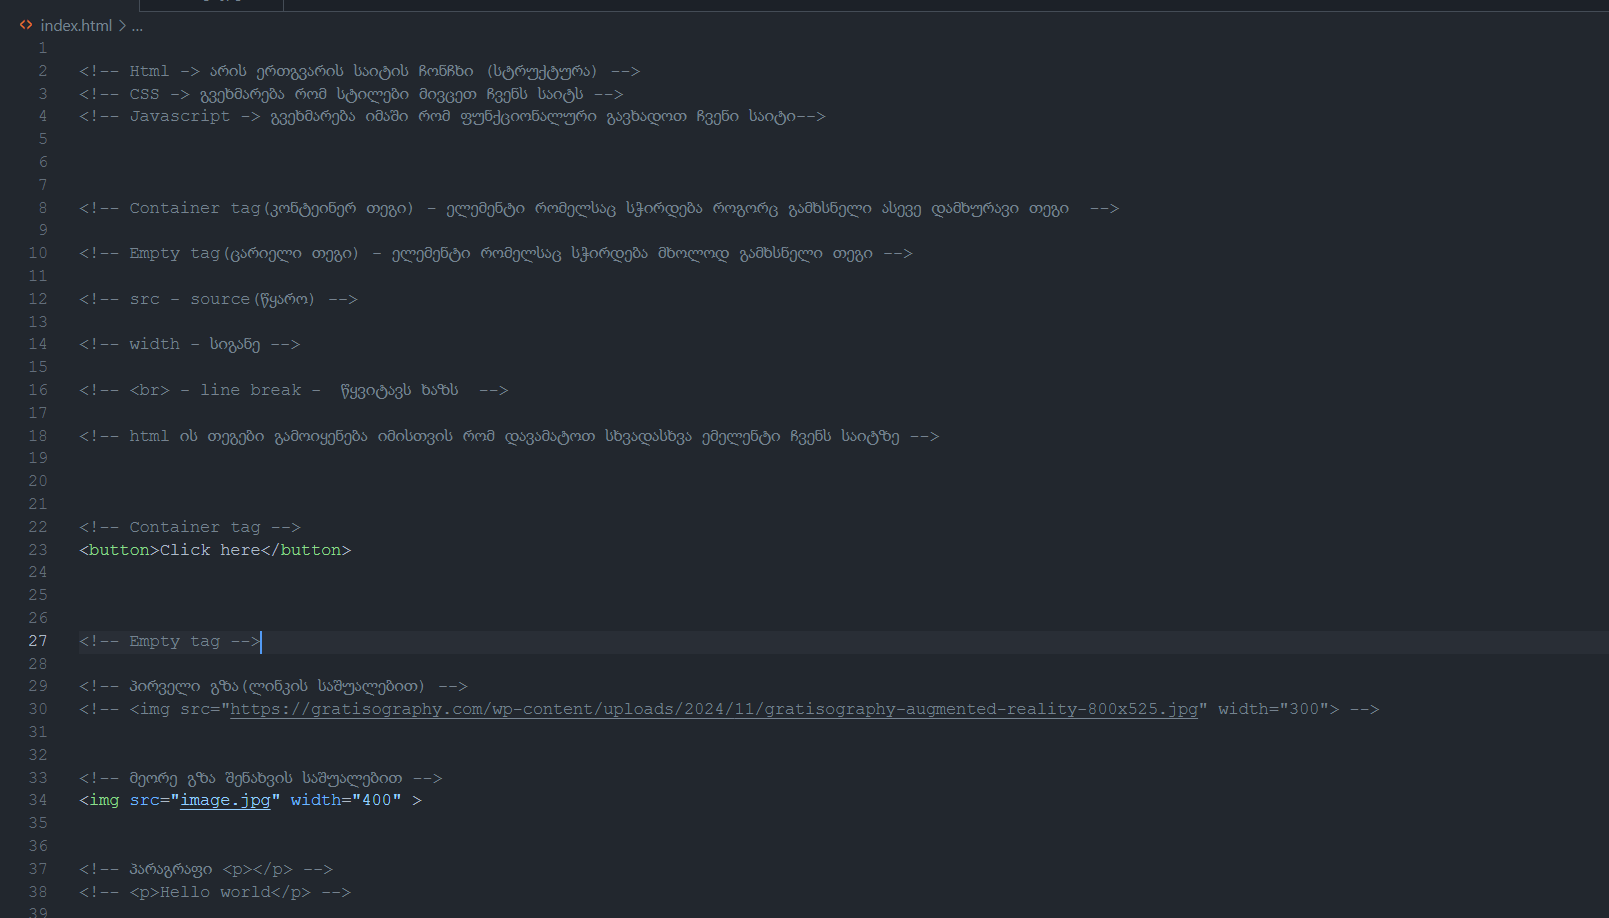 index.html > ...
1
2 <!-- Html -> არის ერთგვარის საიტის ჩონჩხი (სტრუქტურა) -->
3 <!-- CSS -> გვეხმარება რომ სტილები მივცეთ ჩვენს საიტს -->
4 <!-- Javascript -> გვეხმარება იმაში რომ ფუნქციონალური გავხადოთ ჩვენი საიტი-->
5
6
7
8 <!-- Container tag(კონტეინერ თეგი) - ელემენტი რომელსაც სჭირდება როგორც გამხსნელი ასევე დამხურავი თეგი  -->
9
10 <!-- Empty tag(ცარიელი თეგი) - ელემენტი რომელსაც სჭირდება მხოლოდ გამხსნელი თეგი -->
11
12 <!-- src - source(წყარო) -->
13
14 <!-- width - სიგანე -->
15
16 <!-- <br> - line break -  წყვიტავს ხაზს  -->
17
18 <!-- html ის თეგები გამოიყენება იმისთვის რომ დავამატოთ სხვადასხვა ემელენტი ჩვენს საიტზე -->
19
20
21
22 <!-- Container tag -->
23 <button>Click here</button>
24
25
26
27 <!-- Empty tag -->
28
29 <!-- პირველი გზა(ლინკის საშუალებით) -->
30 <!-- <img src="https://gratisography.com/wp-content/uploads/2024/11/gratisography-augmented-reality-800x525.jpg" width="300"> -->
31
32
33 <!-- მეორე გზა შენახვის საშუალებით -->
34 <img src="image.jpg" width="400" >
35
36
37 <!-- პარაგრაფი <p></p> -->
38 <!-- <p>Hello world</p> -->
39